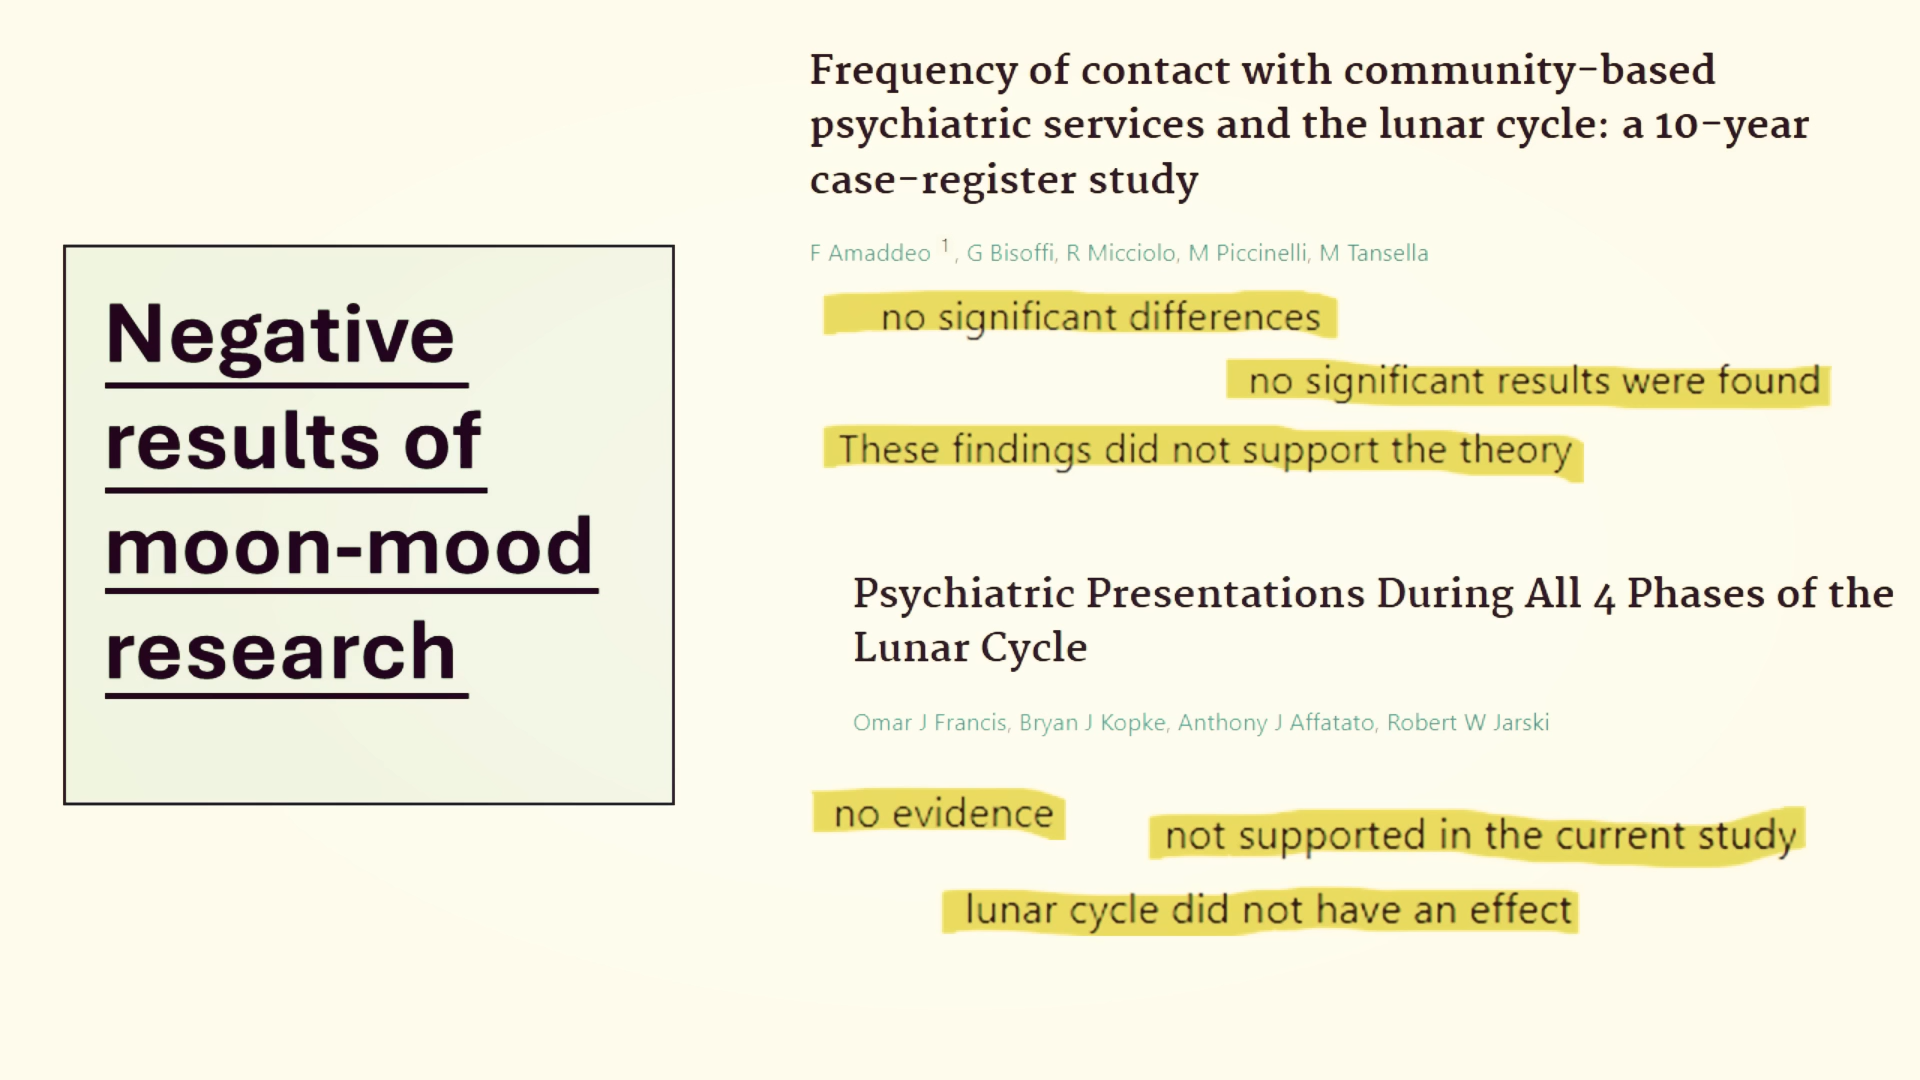 Negative
results of
moon-mood
research
Frequency of contact with community-based
psychiatric services and the lunar cycle: a 10-year
case-register study
F Amaddeo 1, G Bisoffi, R Micciolo, M Piccinelli, M Tansella
no significant differences
no significant results were found
These findings did not support the theory
Psychiatric Presentations During All 4 Phases of the
Lunar Cycle
Omar J Francis, Bryan J Kopke, Anthony J Affatato, Robert W Jarski
no evidence
not supported in the current study
lunar cycle did not have an effect